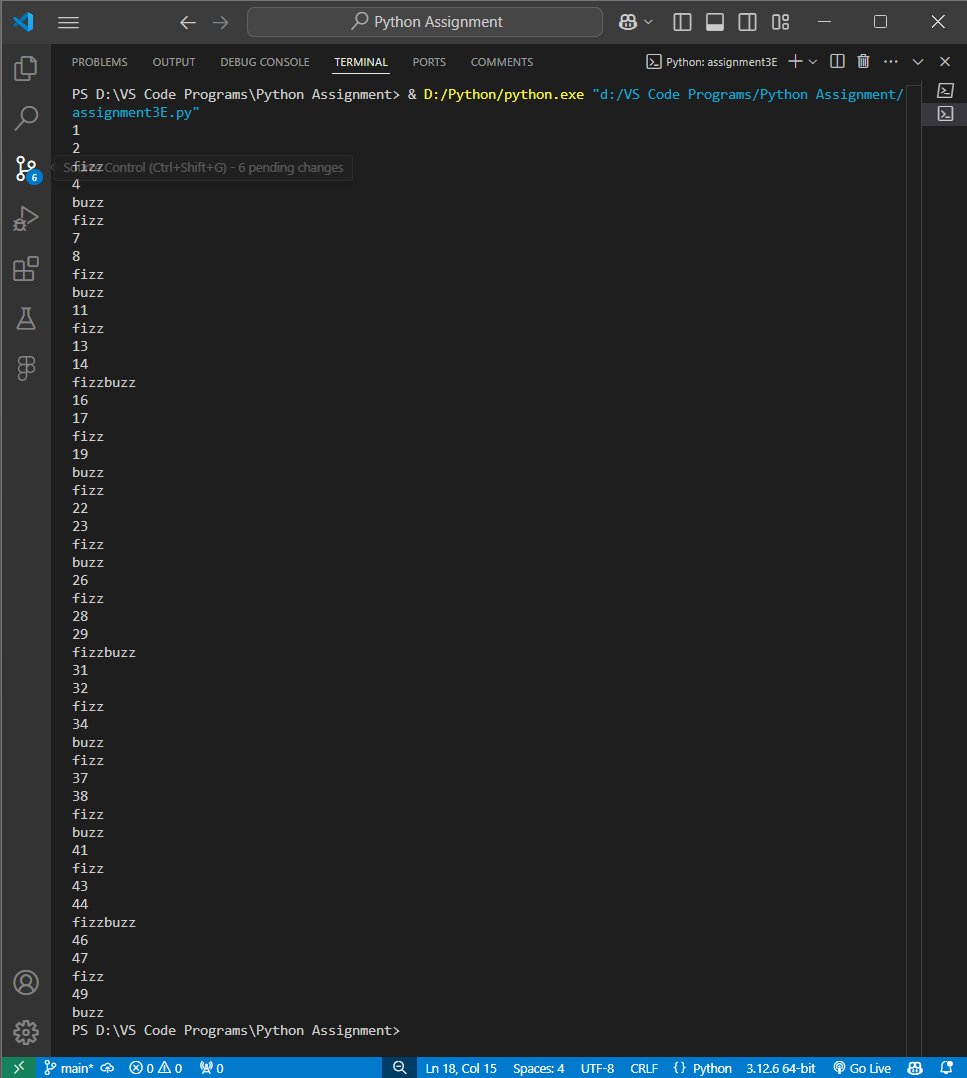 Python Assignment
PROBLEMS OUTPUT DEBUG CONSOLE TERMINAL PORTS COMMENTS Python: assignment3E
PS D:\VS Code Programs\Python Assignment> & D:/Python/python.exe "d:/VS Code Programs/Python Assignment/
assignment3E.py"
1
2
fizz
Source Control (Ctrl+Shift+G) - 6 pending changes
6
4
buzz
fizz
7
8
fizz
buzz
11
fizz
13
14
fizzbuzz
16
17
fizz
19
buzz
fizz
22
23
fizz
buzz
26
fizz
28
29
fizzbuzz
31
32
fizz
34
buzz
fizz
37
38
fizz
buzz
41
fizz
43
44
fizzbuzz
46
47
fizz
49
buzz
PS D:\VS Code Programs\Python Assignment>
main* 0 0 0 Ln 18, Col 15 Spaces: 4 UTF-8 CRLF { } Python 3.12.6 64-bit Go Live